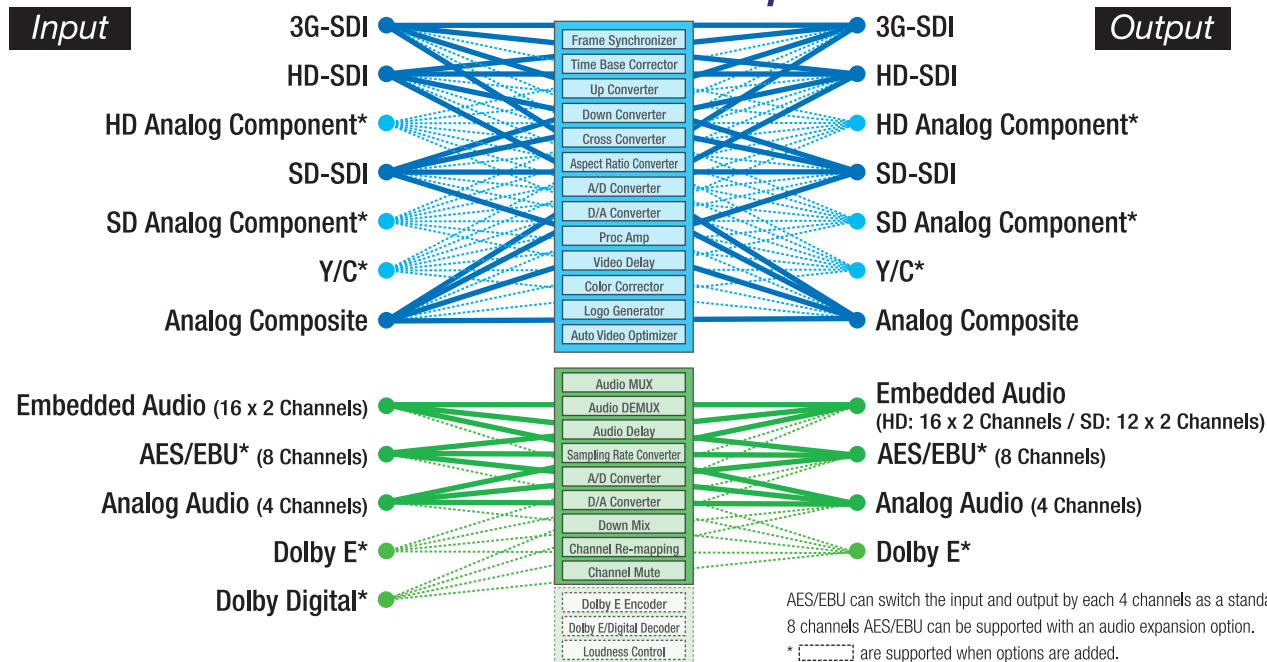 Input
Output
3G-SDI
HD-SDI
HD Analog Component*
SD-SDI
SD Analog Component*
Y/C*
Analog Composite
Frame Synchronizer
Time Base Corrector
Up Converter
Down Converter
Cross Converter
Aspect Ratio Converter
A/D Converter
D/A Converter
Proc Amp
Video Delay
Color Corrector
Logo Generator
Auto Video Optimizer
3G-SDI
HD-SDI
HD Analog Component*
SD-SDI
SD Analog Component*
Y/C*
Analog Composite
Embedded Audio (16 x 2 Channels)
AES/EBU* (8 Channels)
Analog Audio (4 Channels)
Dolby E*
Dolby Digital*
Audio MUX
Audio DEMUX
Audio Delay
Sampling Rate Converter
A/D Converter
D/A Converter
Down Mix
Channel Re-mapping
Channel Mute
Dolby E Encoder
Dolby E/Digital Decoder
Loudness Control
Embedded Audio
(HD: 16 x 2 Channels / SD: 12 x 2 Channels)
AES/EBU* (8 Channels)
Analog Audio (4 Channels)
Dolby E*
AES/EBU can switch the input and output by each 4 channels as a
8 channels AES/EBU can be supported with an audio expansion option.
* are supported when options are added.